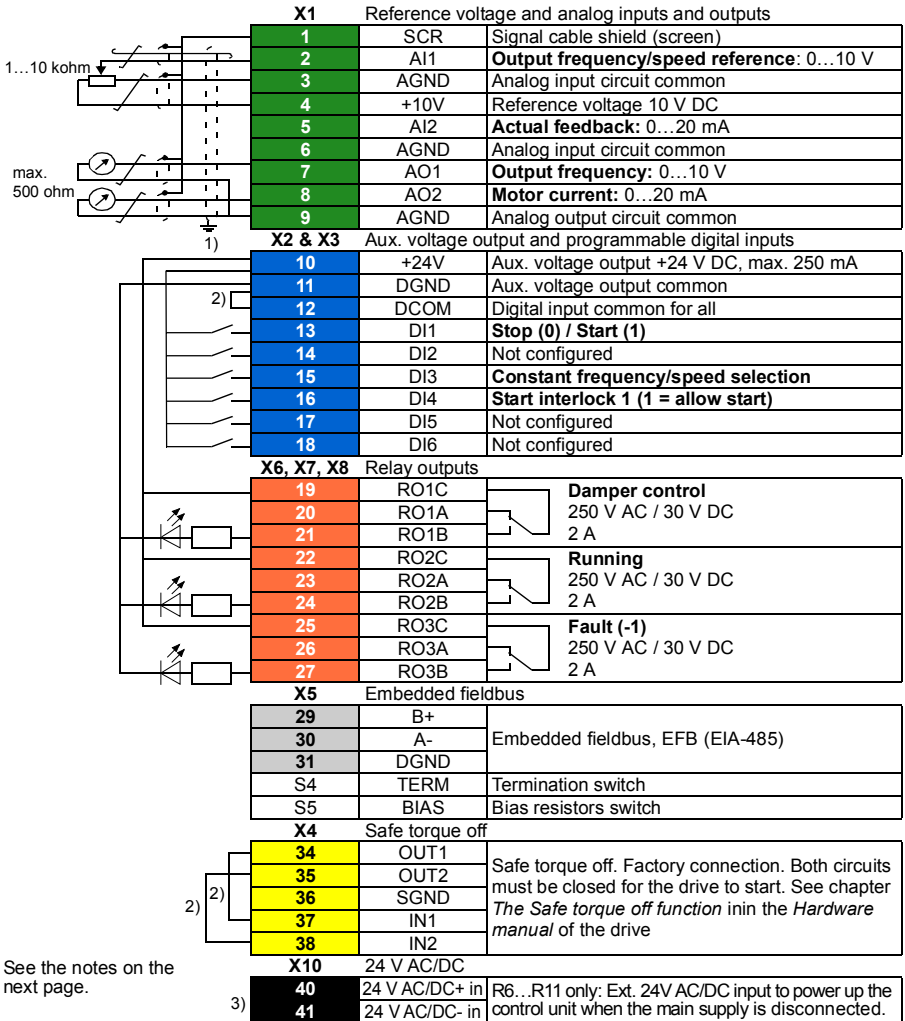 X1 Reference voltage and analog inputs and outputs
1 SCR Signal cable shield (screen)
1…10 kohm 2 AI1 Output frequency/speed reference: 0…10 V
3 AGND Analog input circuit common
4 +10V Reference voltage 10 V DC
5 AI2 Actual feedback: 0…20 mA
6 AGND Analog input circuit common
max. 500 ohm
7 AO1 Output frequency: 0…10 V
8 AO2 Motor current: 0…20 mA
9 AGND Analog output circuit common
1)
X2 & X3 Aux. voltage output and programmable digital inputs
10 +24V Aux. voltage output +24 V DC, max. 250 mA
11 DGND Aux. voltage output common
2)
12 DCOM Digital input common for all
13 DI1 Stop (0) / Start (1)
14 DI2 Not configured
15 DI3 Constant frequency/speed selection
16 DI4 Start interlock 1 (1 = allow start)
17 DI5 Not configured
18 DI6 Not configured
X6, X7, X8 Relay outputs
19 RO1C Damper control
20 RO1A 250 V AC / 30 V DC
21 RO1B 2 A
22 RO2C Running
23 RO2A 250 V AC / 30 V DC
24 RO2B 2 A
25 RO3C Fault (-1)
26 RO3A 250 V AC / 30 V DC
27 RO3B 2 A
X5 Embedded fieldbus
29 B+
30 A- Embedded fieldbus, EFB (EIA-485)
31 DGND
S4 TERM Termination switch
S5 BIAS Bias resistors switch
X4 Safe torque off
34 OUT1
35 OUT2
36 SGND
37 IN1
38 IN2
2) 2)
Safe torque off. Factory connection. Both circuits
must be closed for the drive to start. See chapter
The Safe torque off function inin the Hardware
manual of the drive
See the notes on the
next page.
X10 24 V AC/DC
3)
40 24 V AC/DC+ in R6…R11 only: Ext. 24V AC/DC input to power up the
41 24 V AC/DC- in control unit when the main supply is disconnected.